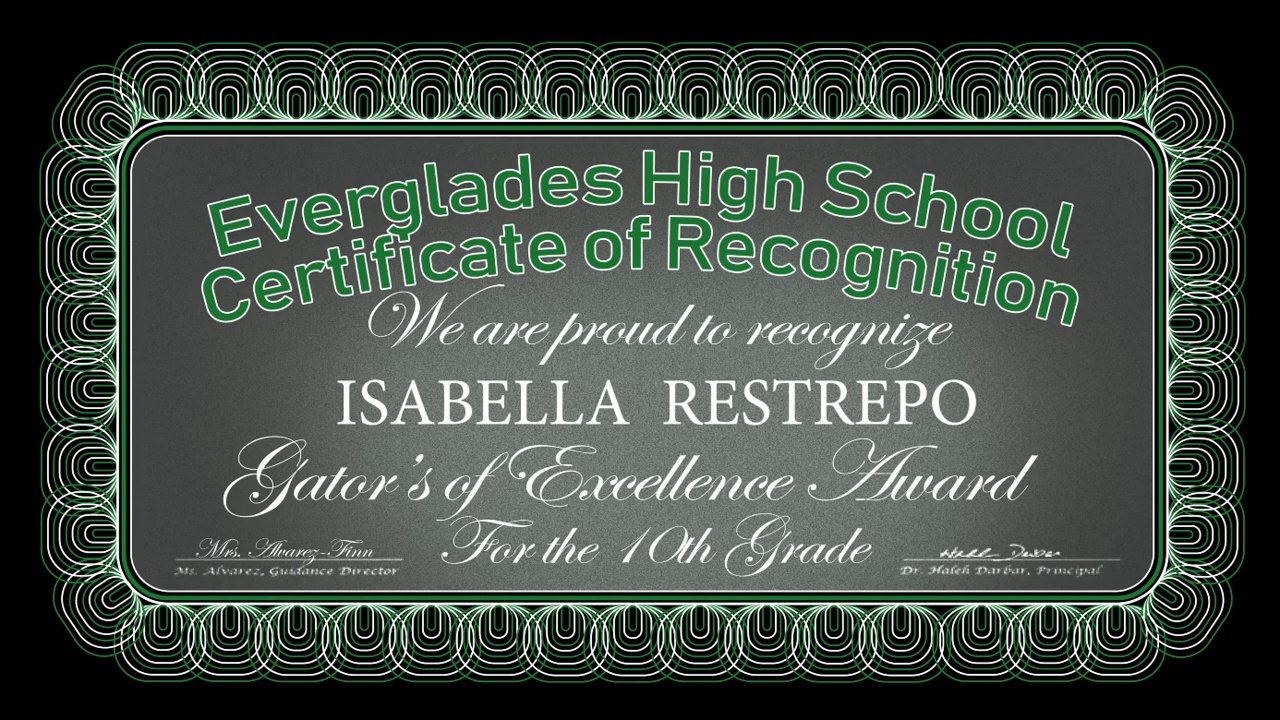 Everglades High School
Certificate of Recognition
We are proud to recognize
ISABELLA RESTREPO
Gator's of Excellence Award
For the 10th Grade
Mrs. Alvarez-Finn
Ms. Alvarez, Guidance Director
Dr. Haleh Darbar, Principal